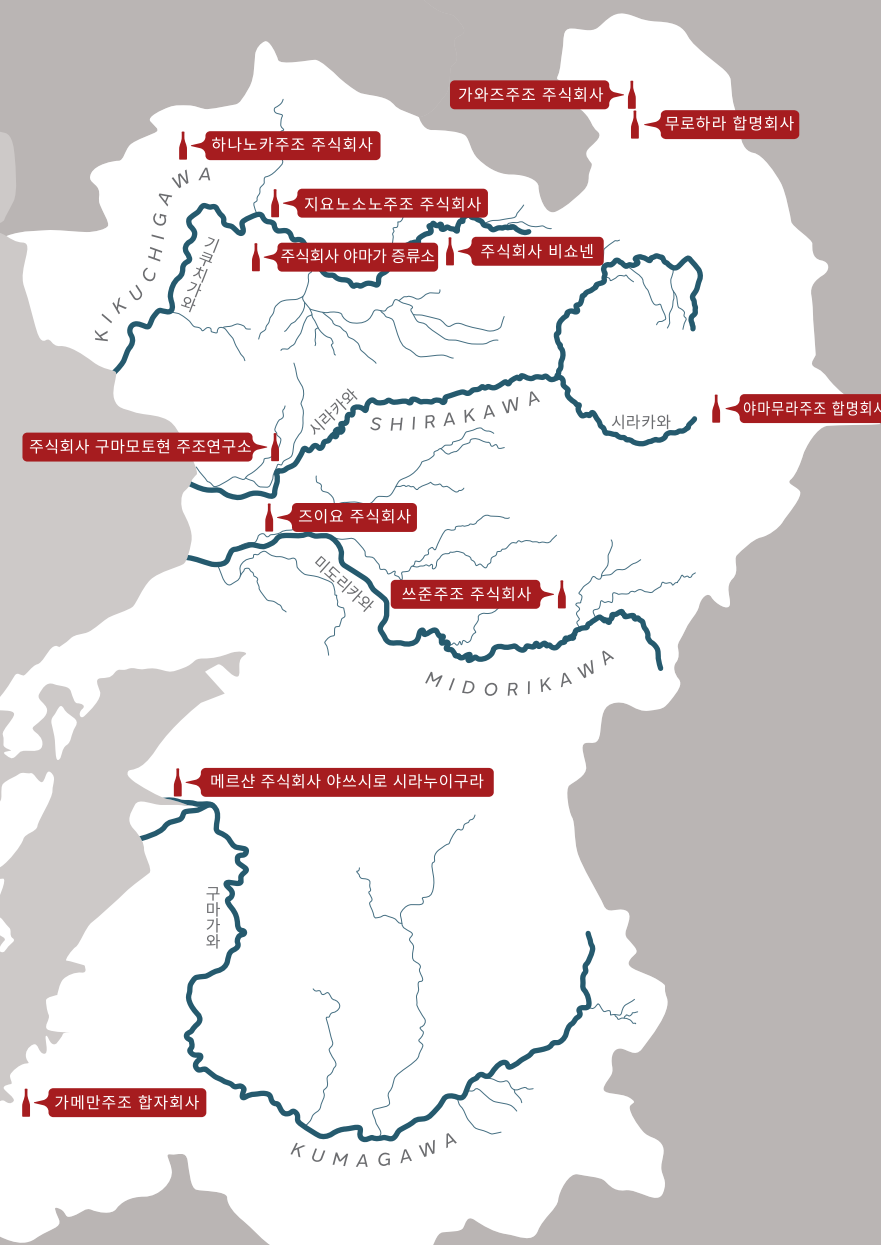 가와즈주조 주식회사
무로하라 합명회사
하나노카주조 주식회사
KIKUCHIGAWA
기쿠치가와
지요노소노주조 주식회사
주식회사 야마가 증류소
주식회사 비쇼넨
시라카와
SHIRAKAWA
시라카와
야마무라주조 합명회사
주식회사 구마모토현 주조연구소
즈이요 주식회사
미도리카와
쓰준주조 주식회사
MIDORIKAWA
메르샨 주식회사 야쓰시로 시라누이구라
구마가와
가메만주조 합자회사
KUMAGAWA